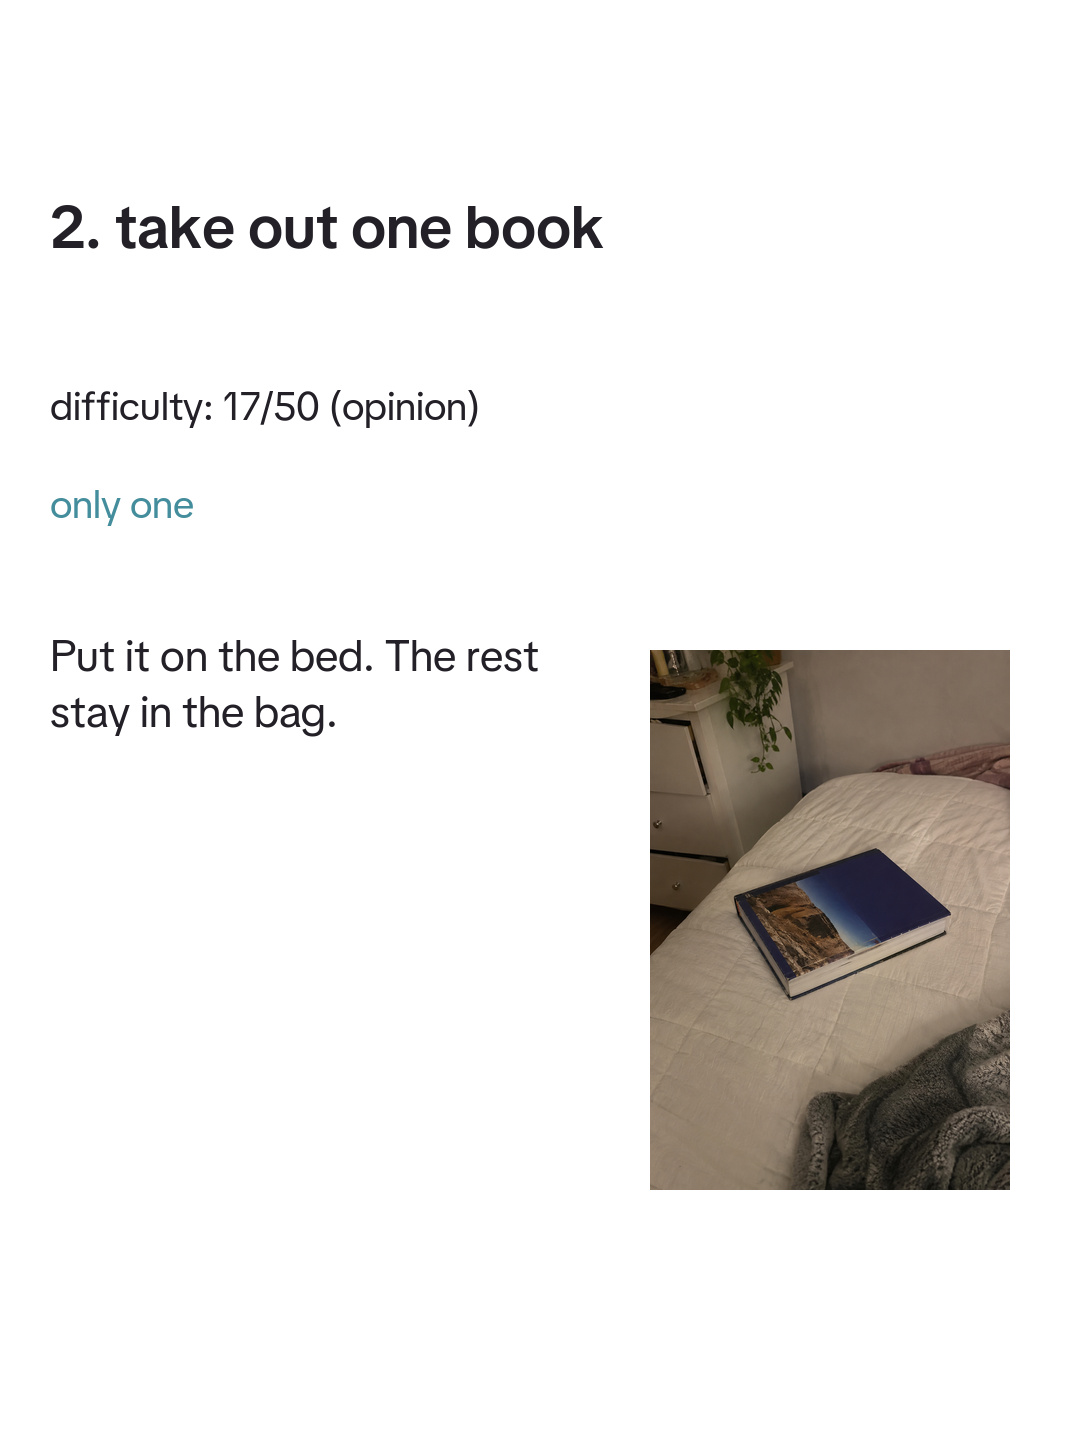 2. take out one book
difficulty: 17/50 (opinion)
only one
Put it on the bed. The rest
stay in the bag.